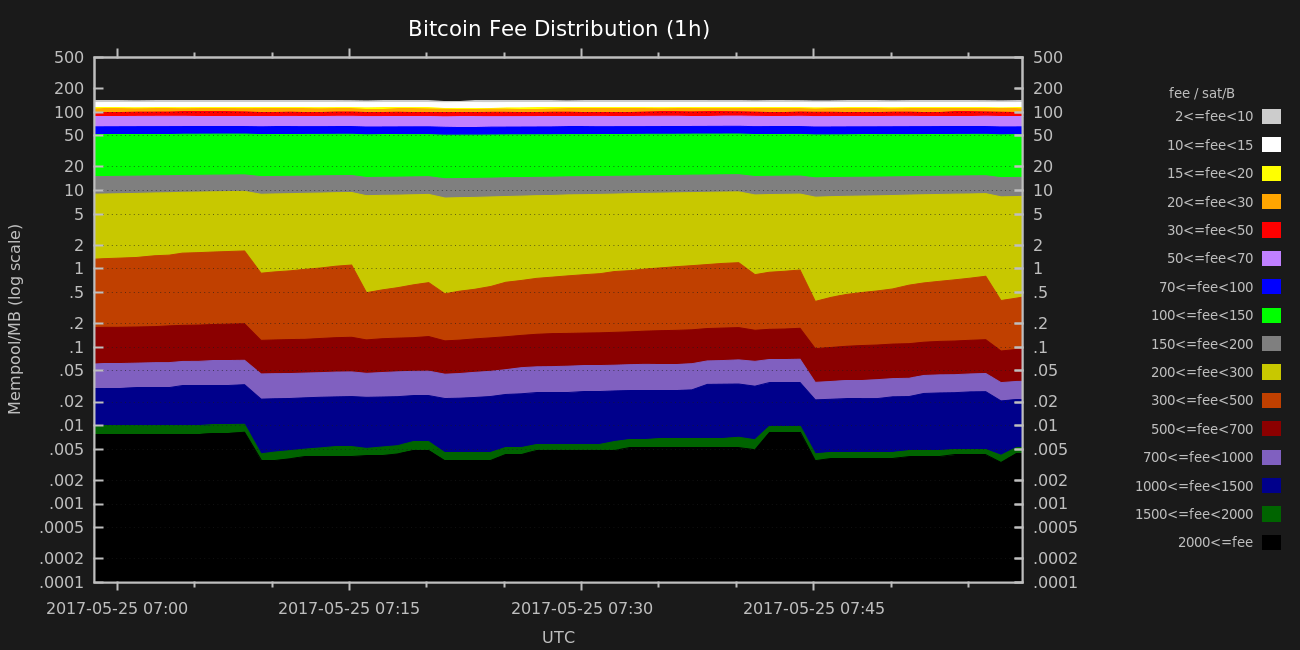 Bitcoin Fee Distribution (1h)
Mempool/MB (log scale)
500
200
100
50
20
10
5
2
1
.5
.2
.1
.05
.02
.01
.005
.002
.001
.0005
.0002
.0001
500
200
100
50
20
10
5
2
1
.5
.2
.1
.05
.02
.01
.005
.002
.001
.0005
.0002
.0001
2017-05-25 07:00
2017-05-25 07:15
2017-05-25 07:30
2017-05-25 07:45
UTC
fee / sat/B
2<=fee<10
10<=fee<15
15<=fee<20
20<=fee<30
30<=fee<50
50<=fee<70
70<=fee<100
100<=fee<150
150<=fee<200
200<=fee<300
300<=fee<500
500<=fee<700
700<=fee<1000
1000<=fee<1500
1500<=fee<2000
2000<=fee